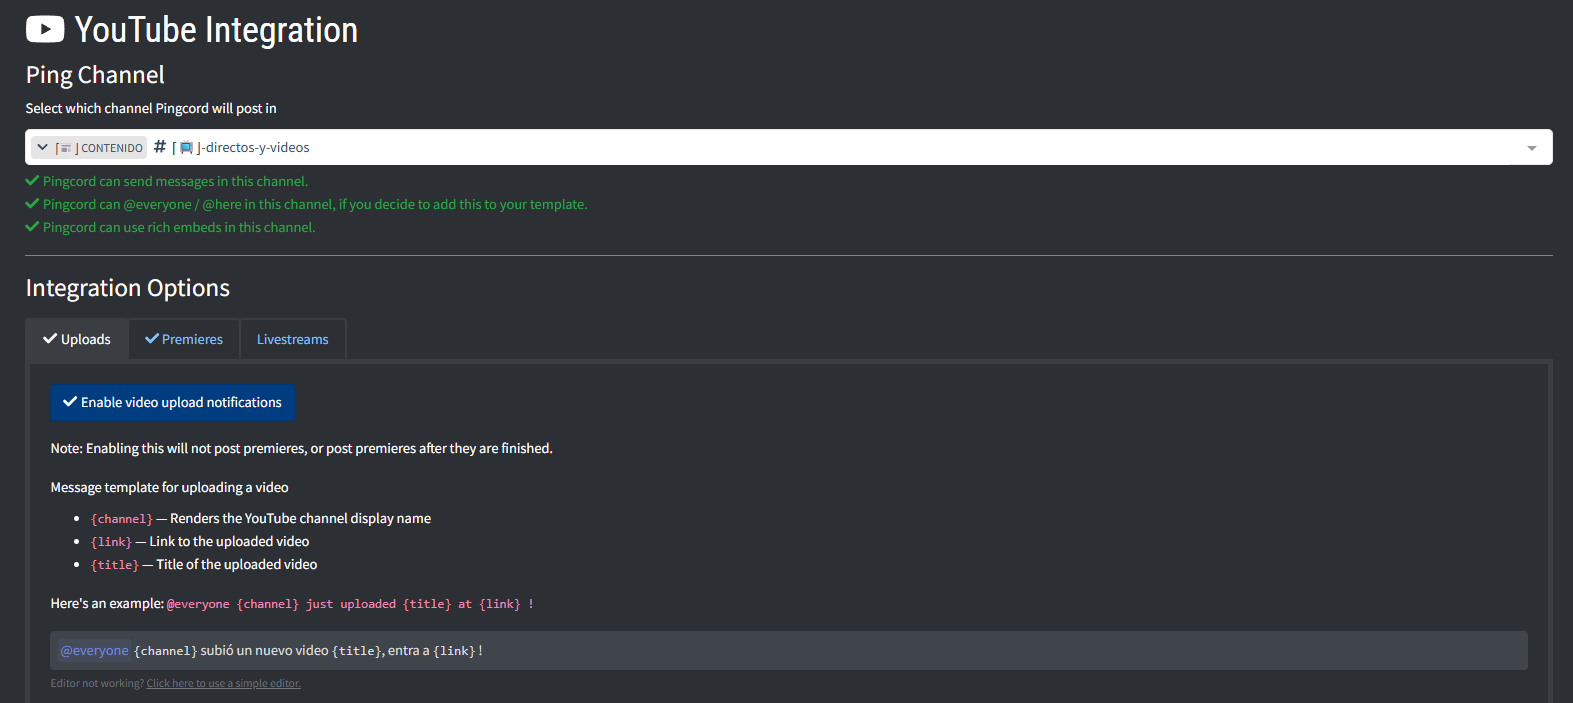 YouTube Integration
Ping Channel
Select which channel Pingcord will post in
[📰] CONTENIDO # [📺]-directos-y-videos
Pingcord can send messages in this channel.
Pingcord can @everyone / @here in this channel, if you decide to add this to your template.
Pingcord can use rich embeds in this channel.
Integration Options
Uploads Premieres Livestreams
Enable video upload notifications
Note: Enabling this will not post premieres, or post premieres after they are finished.
Message template for uploading a video
• {channel} — Renders the YouTube channel display name
• {link} — Link to the uploaded video
• {title} — Title of the uploaded video
Here's an example: @everyone {channel} just uploaded {title} at {link} !
@everyone {channel} subió un nuevo video {title}, entra a {link} !
Editor not working? Click here to use a simple editor.